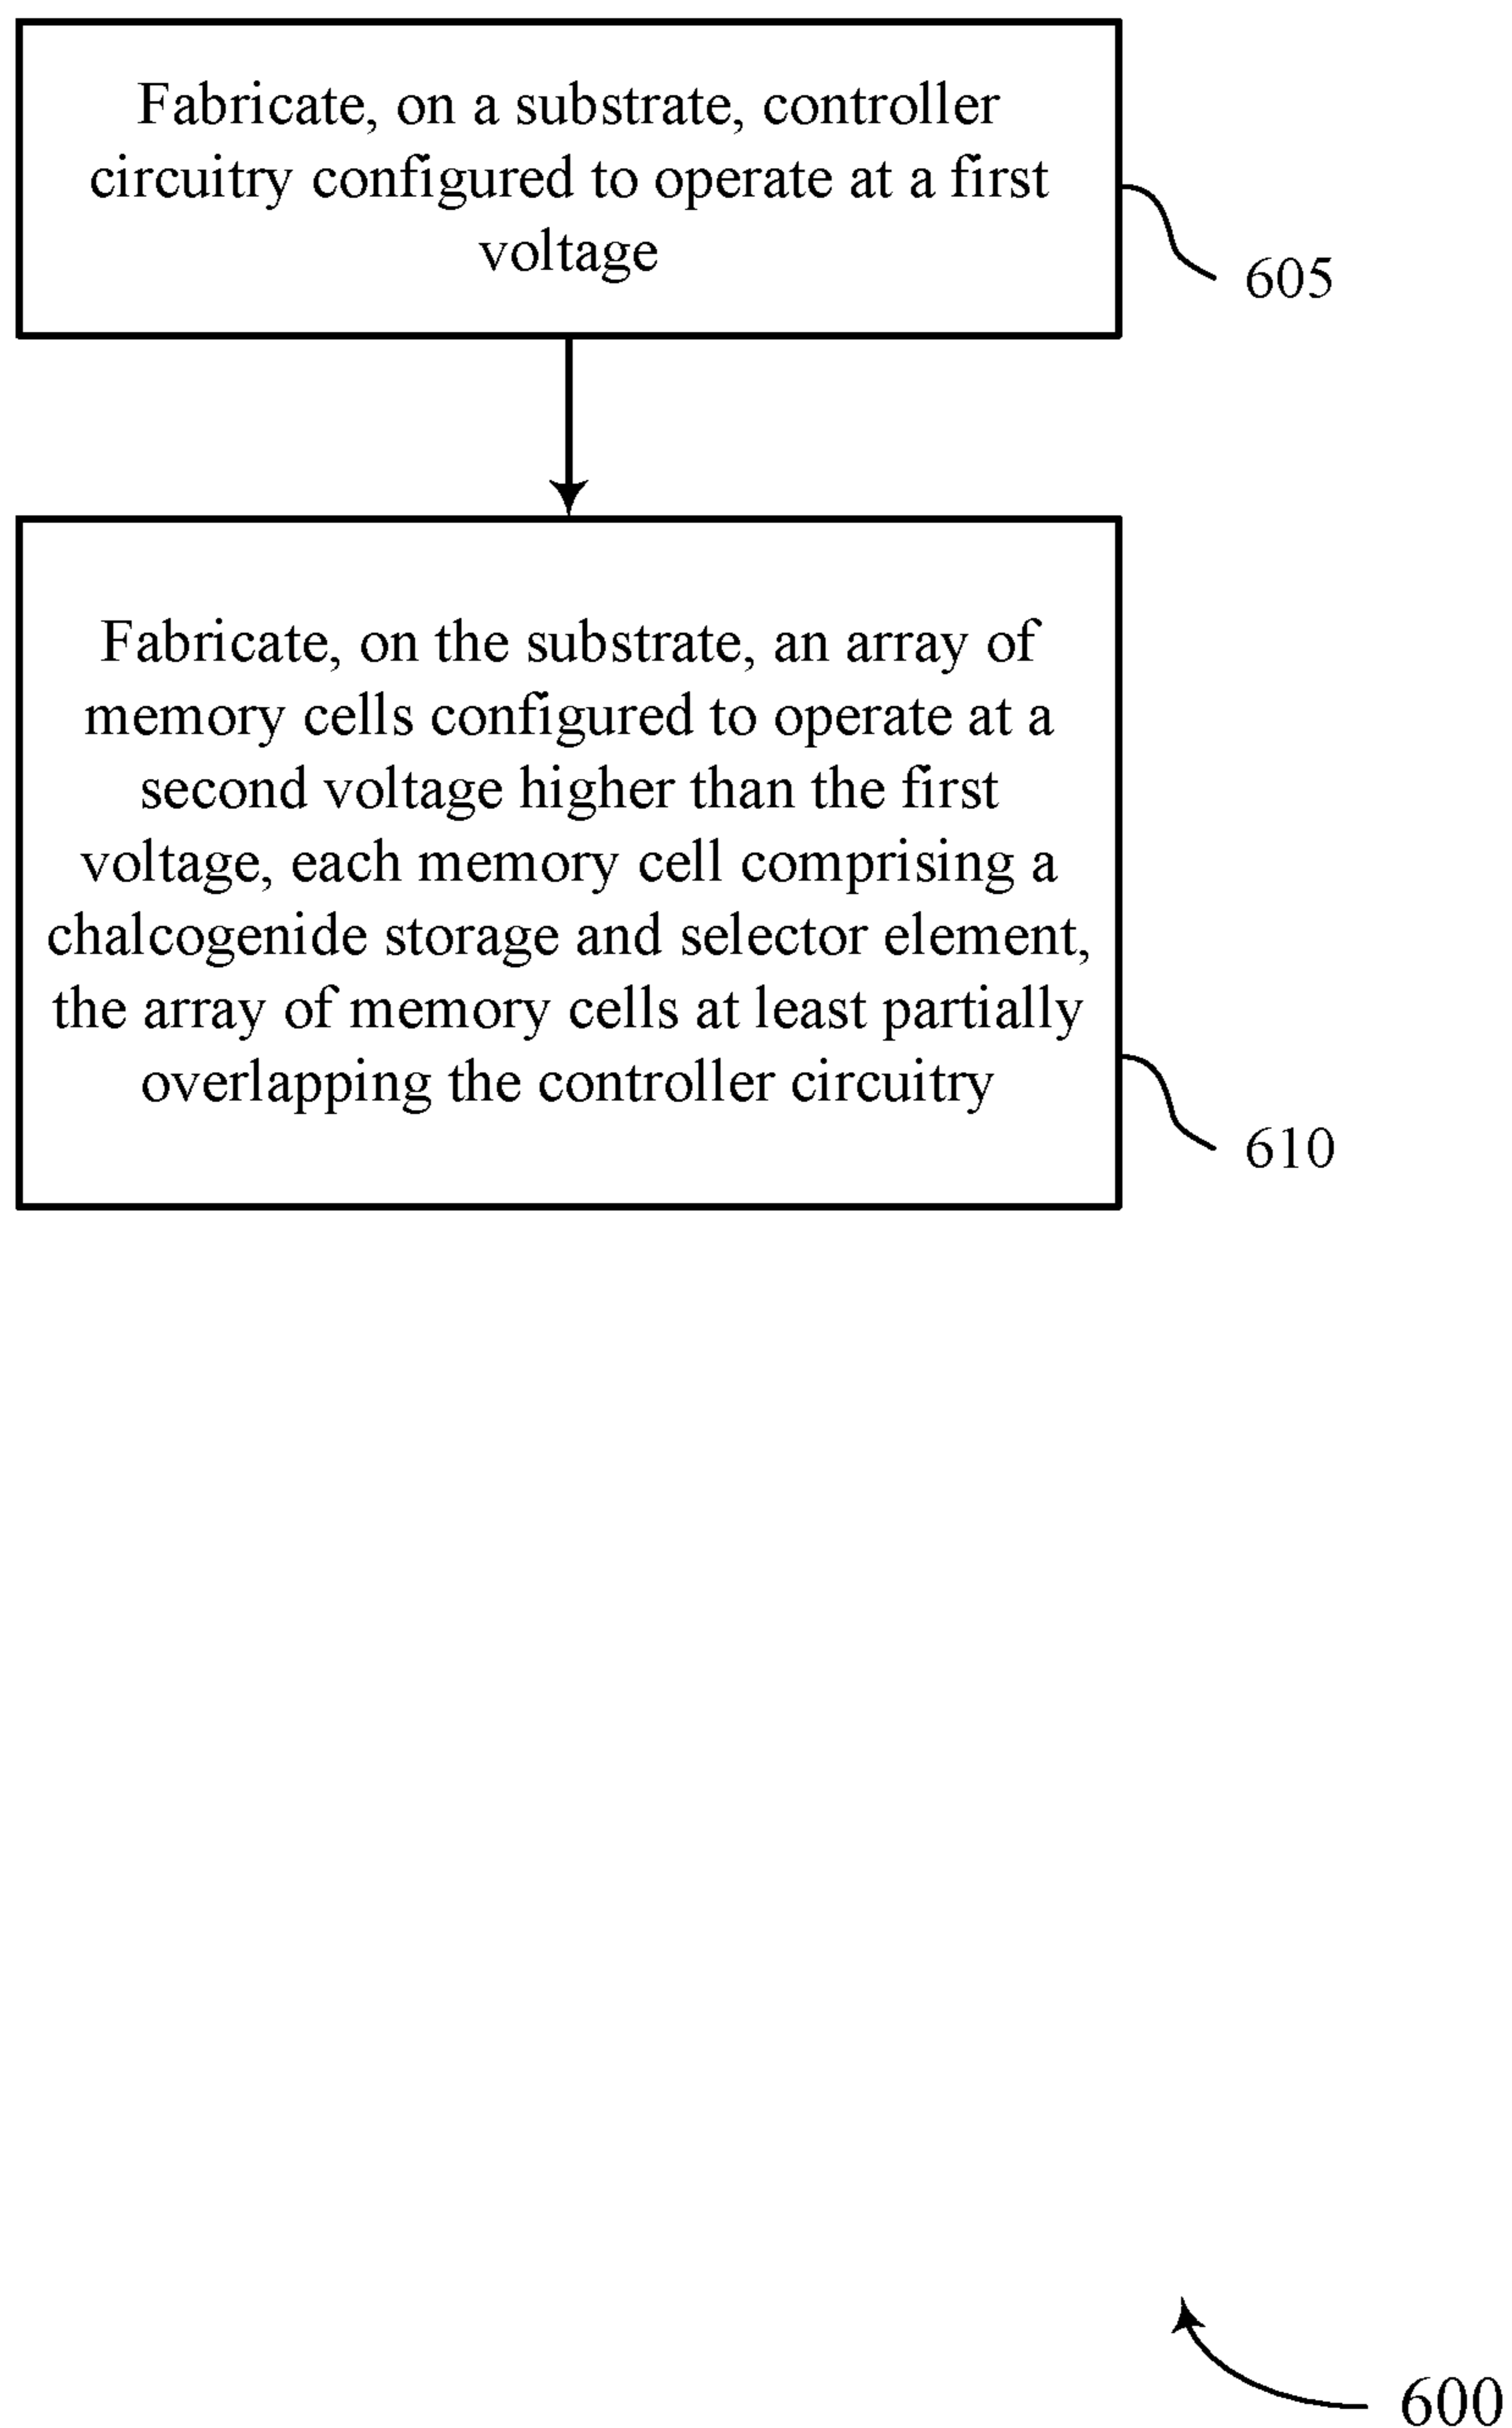 Fabricate, on a substrate, controller
circuitry configured to operate at a first
voltage
605
Fabricate, on the substrate, an array of
memory cells configured to operate at a
second voltage higher than the first
voltage, each memory cell comprising a
chalcogenide storage and selector element,
the array of memory cells at least partially
overlapping the controller circuitry
610
600